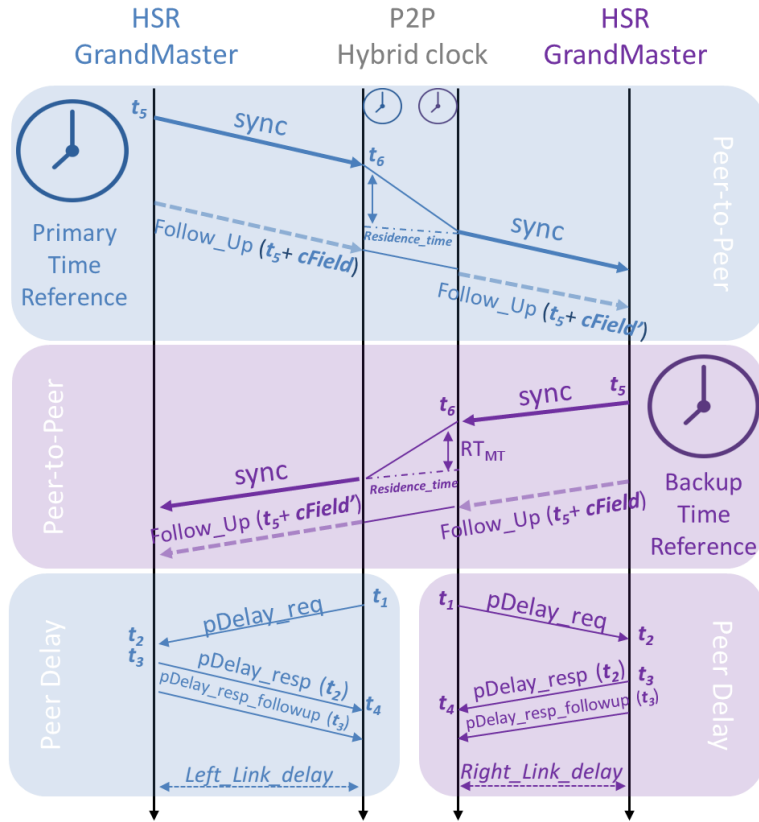 HSR
GrandMaster
P2P
Hybrid clock
HSR
GrandMaster
t5
sync
t6
Primary
Time
Reference
Follow_Up (t5+ cField)
Residence_time
sync
Follow_Up (t5+ cField')
Peer-to-Peer
Peer-to-Peer
t5
sync
t6
RTMT
sync
Residence_time
Follow_Up (t5+ cField')
Follow_Up (t5+ cField)
Backup
Time
Reference
Peer Delay
t1
pDelay_req
t2
t3
pDelay_resp (t2)
pDelay_resp_followup (t3)
t4
Left_Link_delay
t1
pDelay_req
t2
t3
pDelay_resp (t2)
t4
pDelay_resp_followup (t3)
Right_Link_delay
Peer Delay